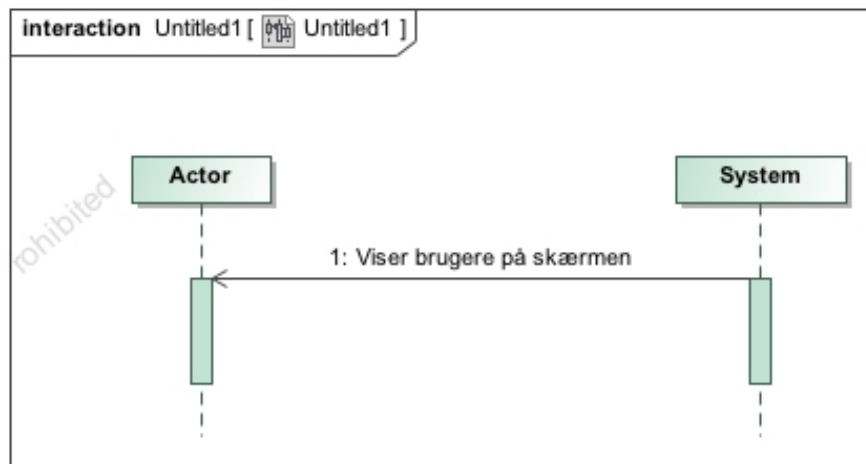 interaction Untitled1 [ Untitled1 ]
Actor
System
rohibited
1: Viser brugere på skærmen